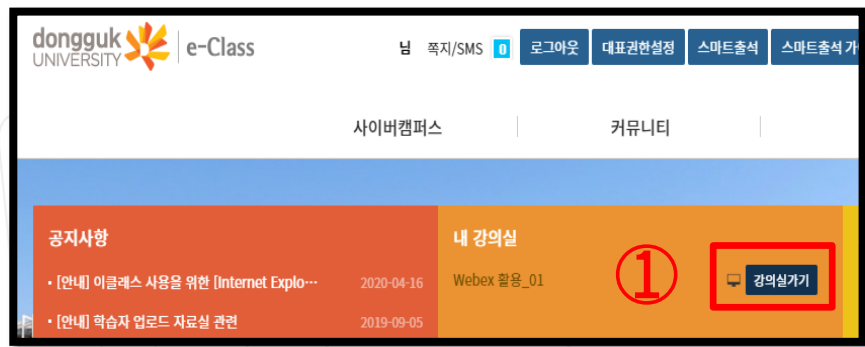 dongguk
UNIVERSITY
e-Class
님 쪽지/SMS 0 로그아웃 대표권한설정 스마트출석 스마트출석 가
사이버캠퍼스 커뮤니티
공지사항
• [안내] 이클래스 사용을 위한 [Internet Explo··· 2020-04-16
• [안내] 학습자 업로드 자료실 관련 2019-09-05
내 강의실
Webex 활용_01 ① 강의실가기